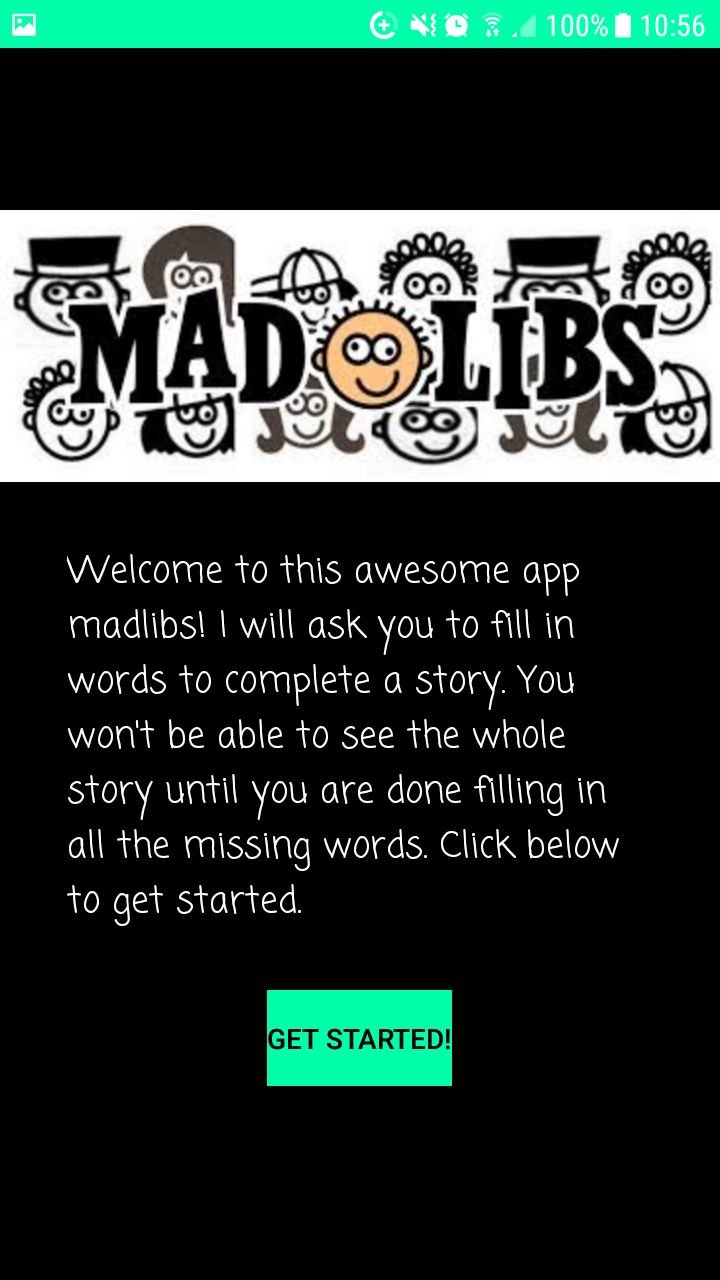 100% 10:56
MAD LIBS
Welcome to this awesome app
madlibs! I will ask you to fill in
words to complete a story. You
won't be able to see the whole
story until you are done filling in
all the missing words. Click below
to get started.
GET STARTED!